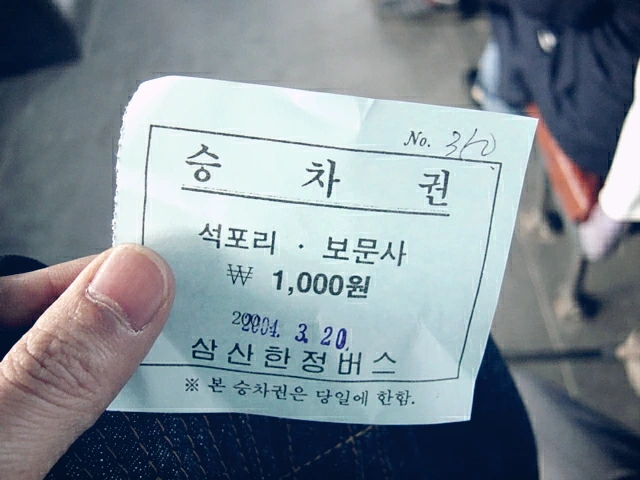 No. 360
승 차 권
석포리 · 보문사
₩ 1,000원
2004. 3. 20.
삼산한정버스
※ 본 승차권은 당일에 한함.